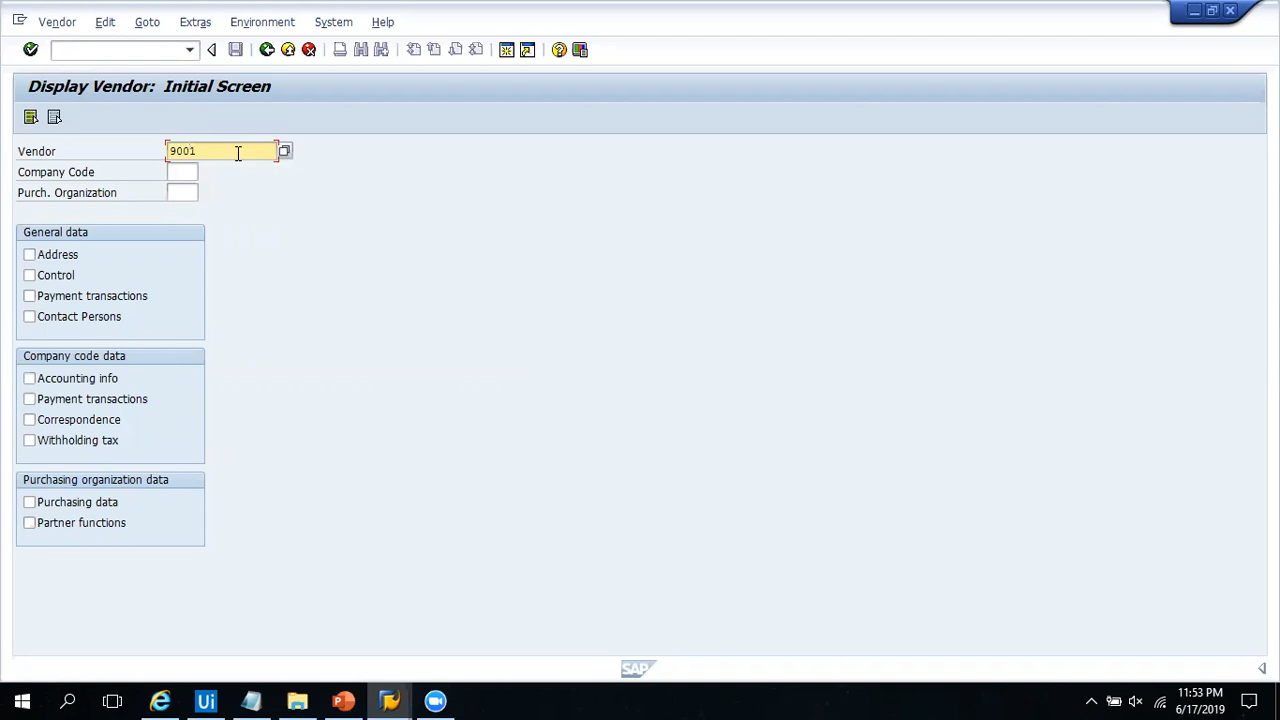 Vendor Edit Goto Extras Environment System Help
Display Vendor: Initial Screen
Vendor 9001
Company Code
Purch. Organization
General data
Address
Control
Payment transactions
Contact Persons
Company code data
Accounting info
Payment transactions
Correspondence
Withholding tax
Purchasing organization data
Purchasing data
Partner functions
SAP
Ui
11:53 PM
6/17/2019